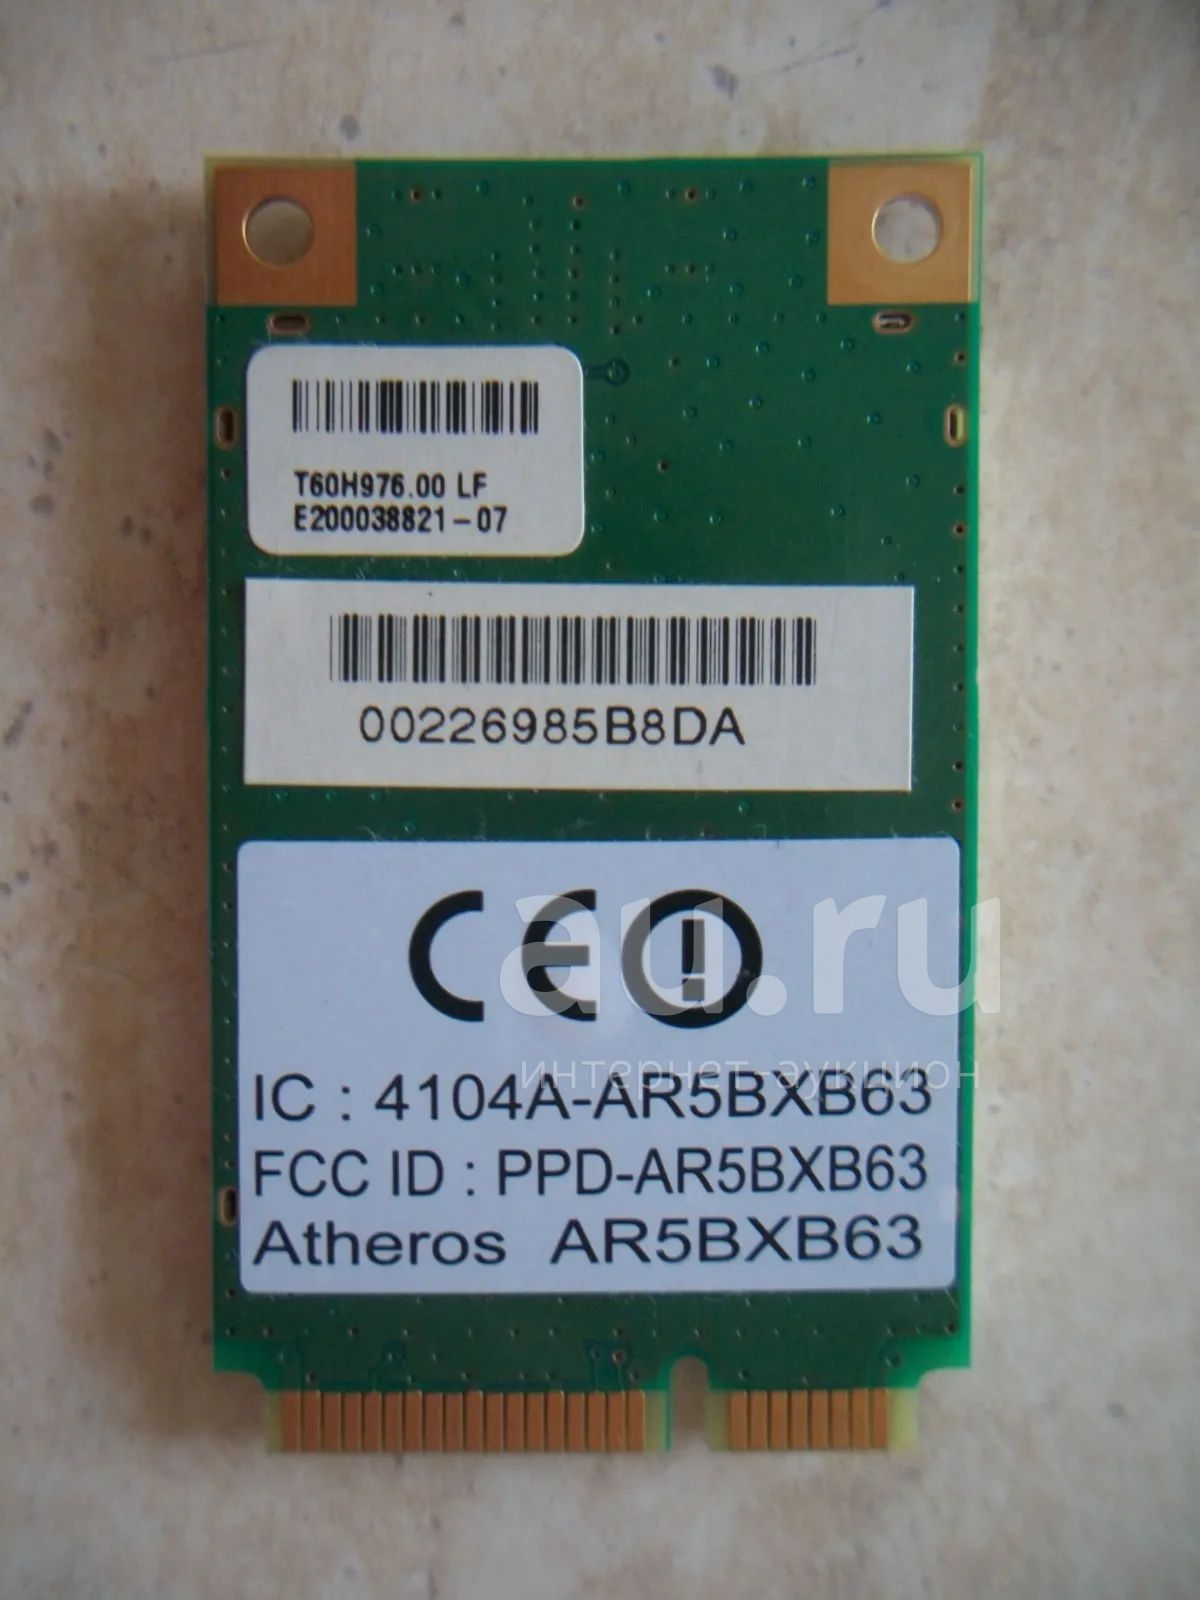 T60H976.00 LF
E200038821-07
00226985B8DA
CE
au.ru
интернет-аукцион
IC : 4104A-AR5BXB63
FCC ID : PPD-AR5BXB63
Atheros AR5BXB63